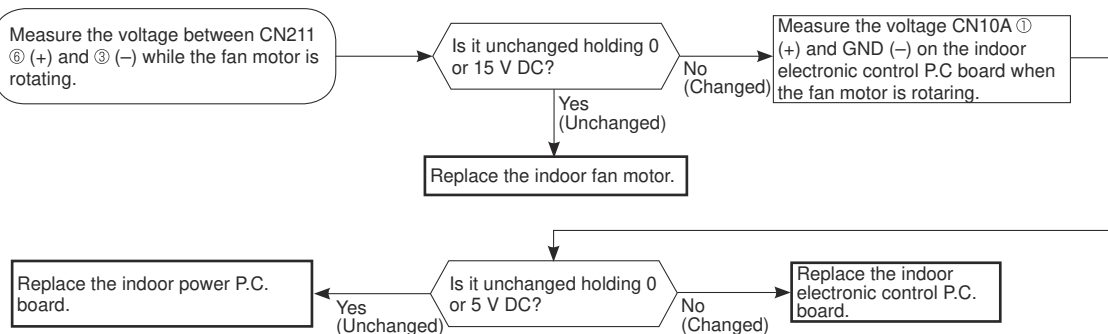 Measure the voltage between CN211
⑥ (+) and ③ (–) while the fan motor is
rotating.
Is it unchanged holding 0
or 15 V DC?
No
(Changed)
Measure the voltage CN10A ①
(+) and GND (–) on the indoor
electronic control P.C board when
the fan motor is rotaring.
Yes
(Unchanged)
Replace the indoor fan motor.
Is it unchanged holding 0
or 5 V DC?
Yes
(Unchanged)
Replace the indoor power P.C.
board.
No
(Changed)
Replace the indoor
electronic control P.C.
board.